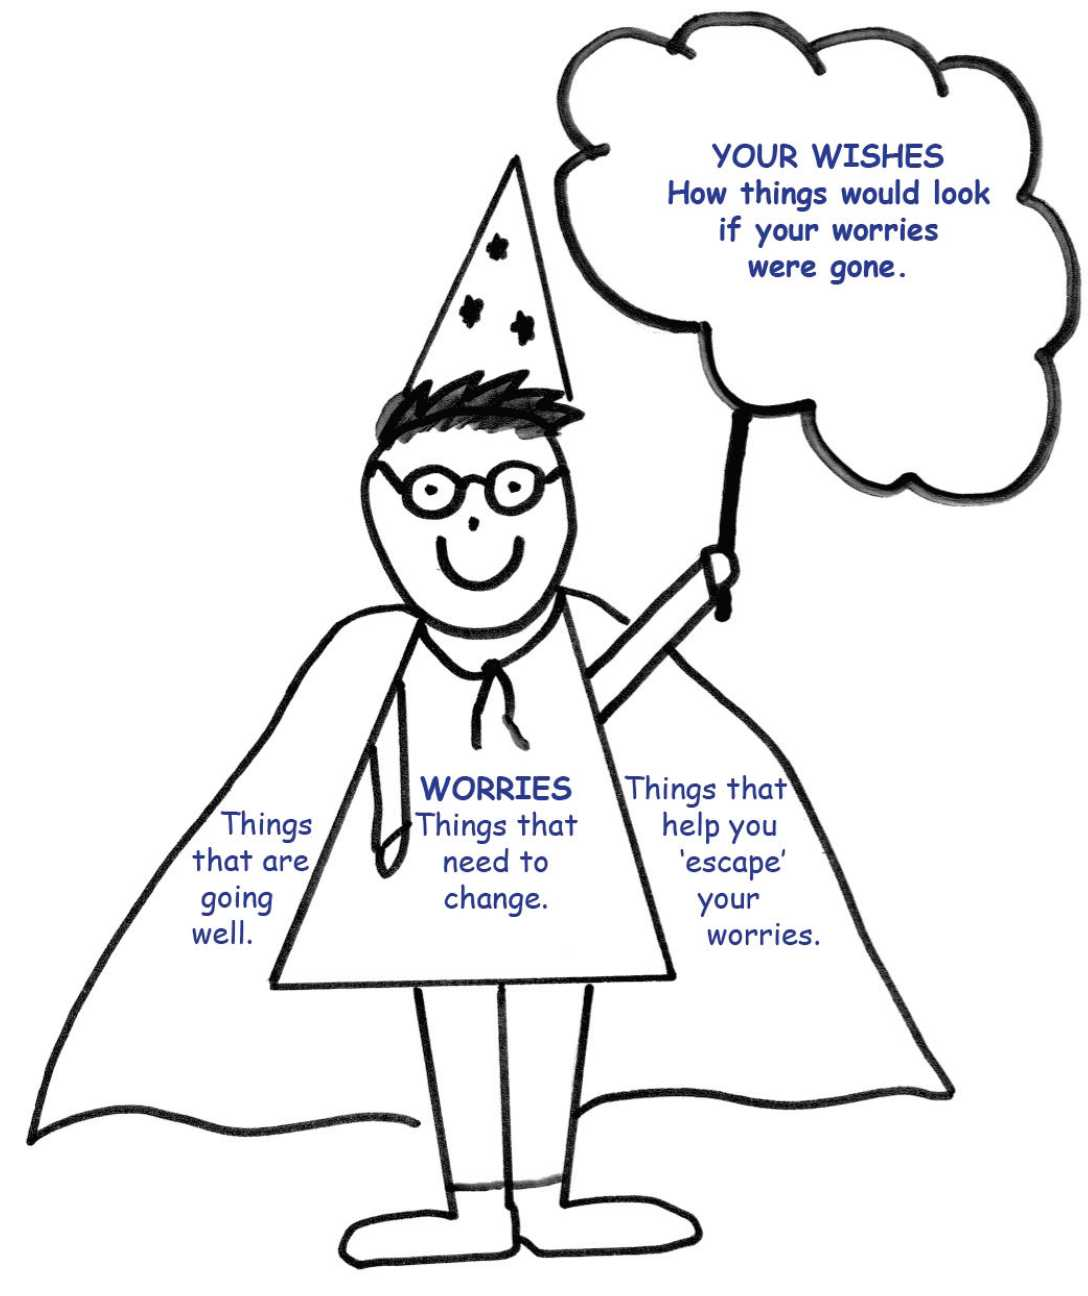 YOUR WISHES
How things would look
if your worries
were gone.
Things
that are
going
well.
WORRIES
Things that
need to
change.
Things that
help you
‘escape’
your
worries.